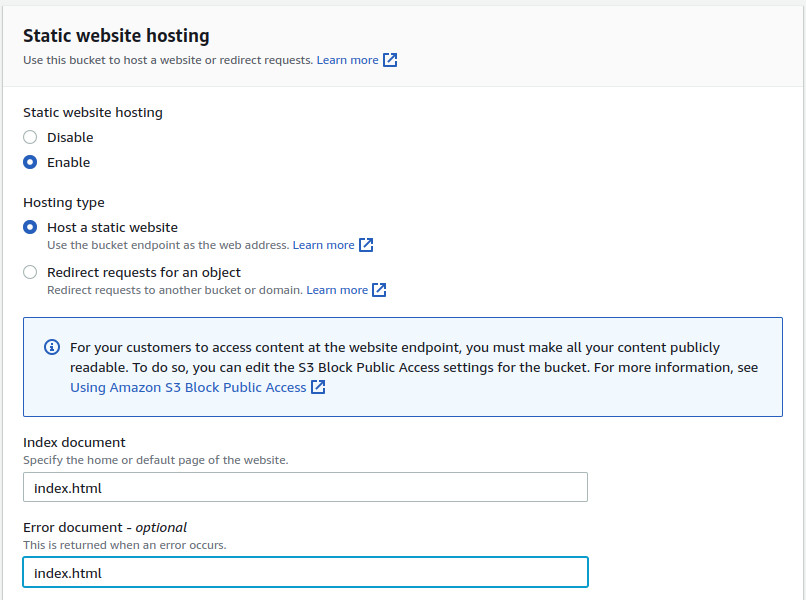 Static website hosting
Use this bucket to host a website or redirect requests. Learn more
Static website hosting
Disable
Enable
Hosting type
Host a static website
Use the bucket endpoint as the web address. Learn more
Redirect requests for an object
Redirect requests to another bucket or domain. Learn more
For your customers to access content at the website endpoint, you must make all your content publicly
readable. To do so, you can edit the S3 Block Public Access settings for the bucket. For more information, see
Using Amazon S3 Block Public Access
Index document
Specify the home or default page of the website.
index.html
Error document - optional
This is returned when an error occurs.
index.html